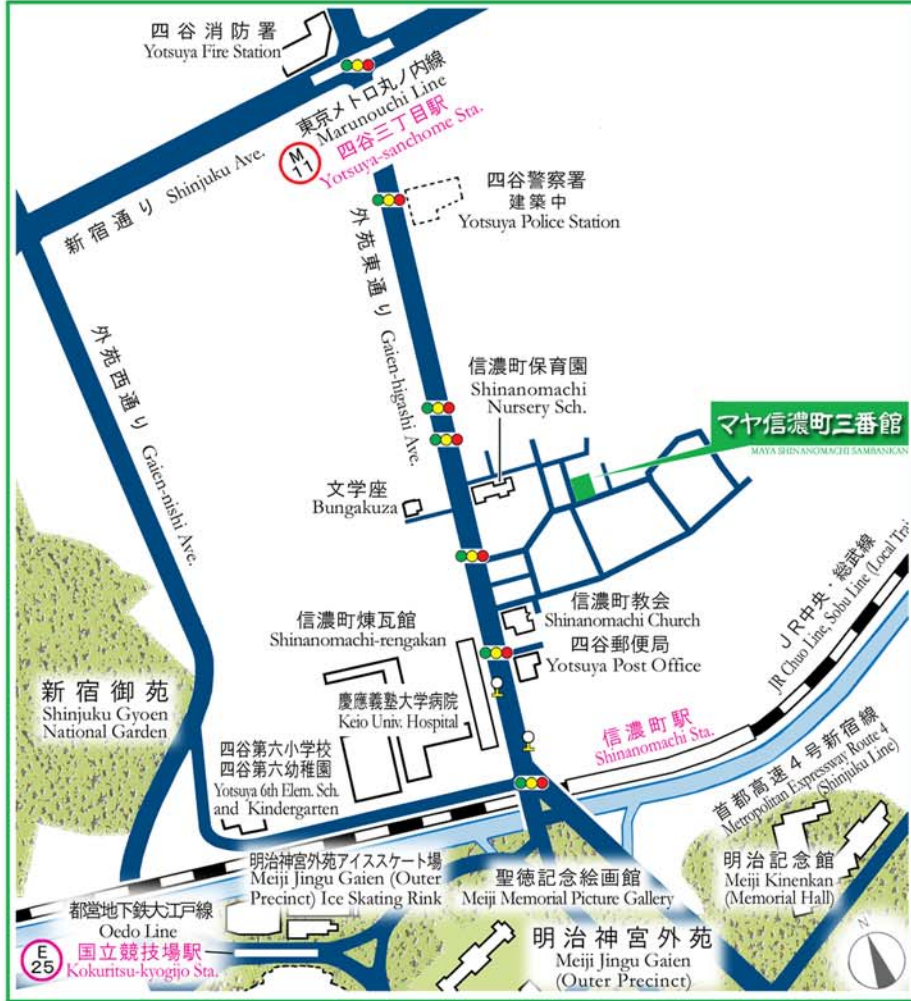 四谷消防署
Yotsuya Fire Station
東京メトロ丸ノ内線
Marunouchi Line
M
11
四谷三丁目駅
Yotsuya-sanchome Sta.
新宿通り Shinjuku Ave.
四谷警察署
建築中
Yotsuya Police Station
外苑東通り Gaien-higashi Ave.
外苑西通り Gaien-nishi Ave.
信濃町保育園
Shinanomachi
Nursery Sch.
マヤ信濃町三番館
MAYA SHINANOMACHI SAMBANKAN
文学座
Bungakuza
JR中央・総武線
JR Chuo Line, Sobu Line (Local Trai
信濃町教会
Shinanomachi Church
信濃町煉瓦館
Shinanomachi-rengakan
四谷郵便局
Yotsuya Post Office
新宿御苑
Shinjuku Gyoen
National Garden
慶應義塾大学病院
Keio Univ. Hospital
信濃町駅
Shinanomachi Sta.
四谷第六小学校
四谷第六幼稚園
Yotsuya 6th Elem. Sch.
and Kindergarten
首都高速4号新宿線
Metropolitan Expressway Route 4
(Shinjuku Line)
明治神宮外苑アイススケート場
Meiji Jingu Gaien (Outer
Precinct) Ice Skating Rink
聖徳記念絵画館
Meiji Memorial Picture Gallery
明治記念館
Meiji Kinenkan
(Memorial Hall)
都営地下鉄大江戸線
Oedo Line
E
25
国立競技場駅
Kokuritsu-kyogijo Sta.
明治神宮外苑
Meiji Jingu Gaien
(Outer Precinct)
N